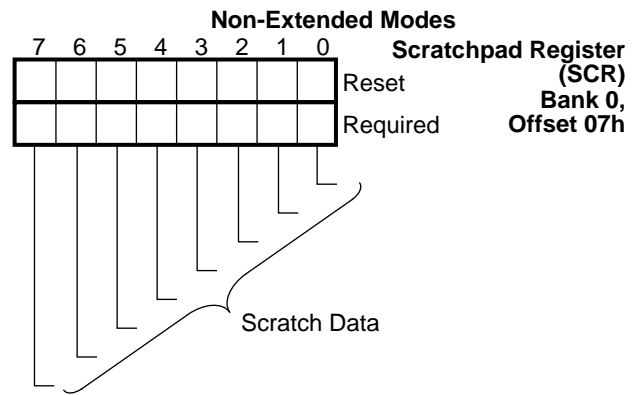 Non-Extended Modes
7 6 5 4 3 2 1 0
Scratchpad Register
(SCR)
Bank 0,
Offset 07h
Reset
Required
Scratch Data